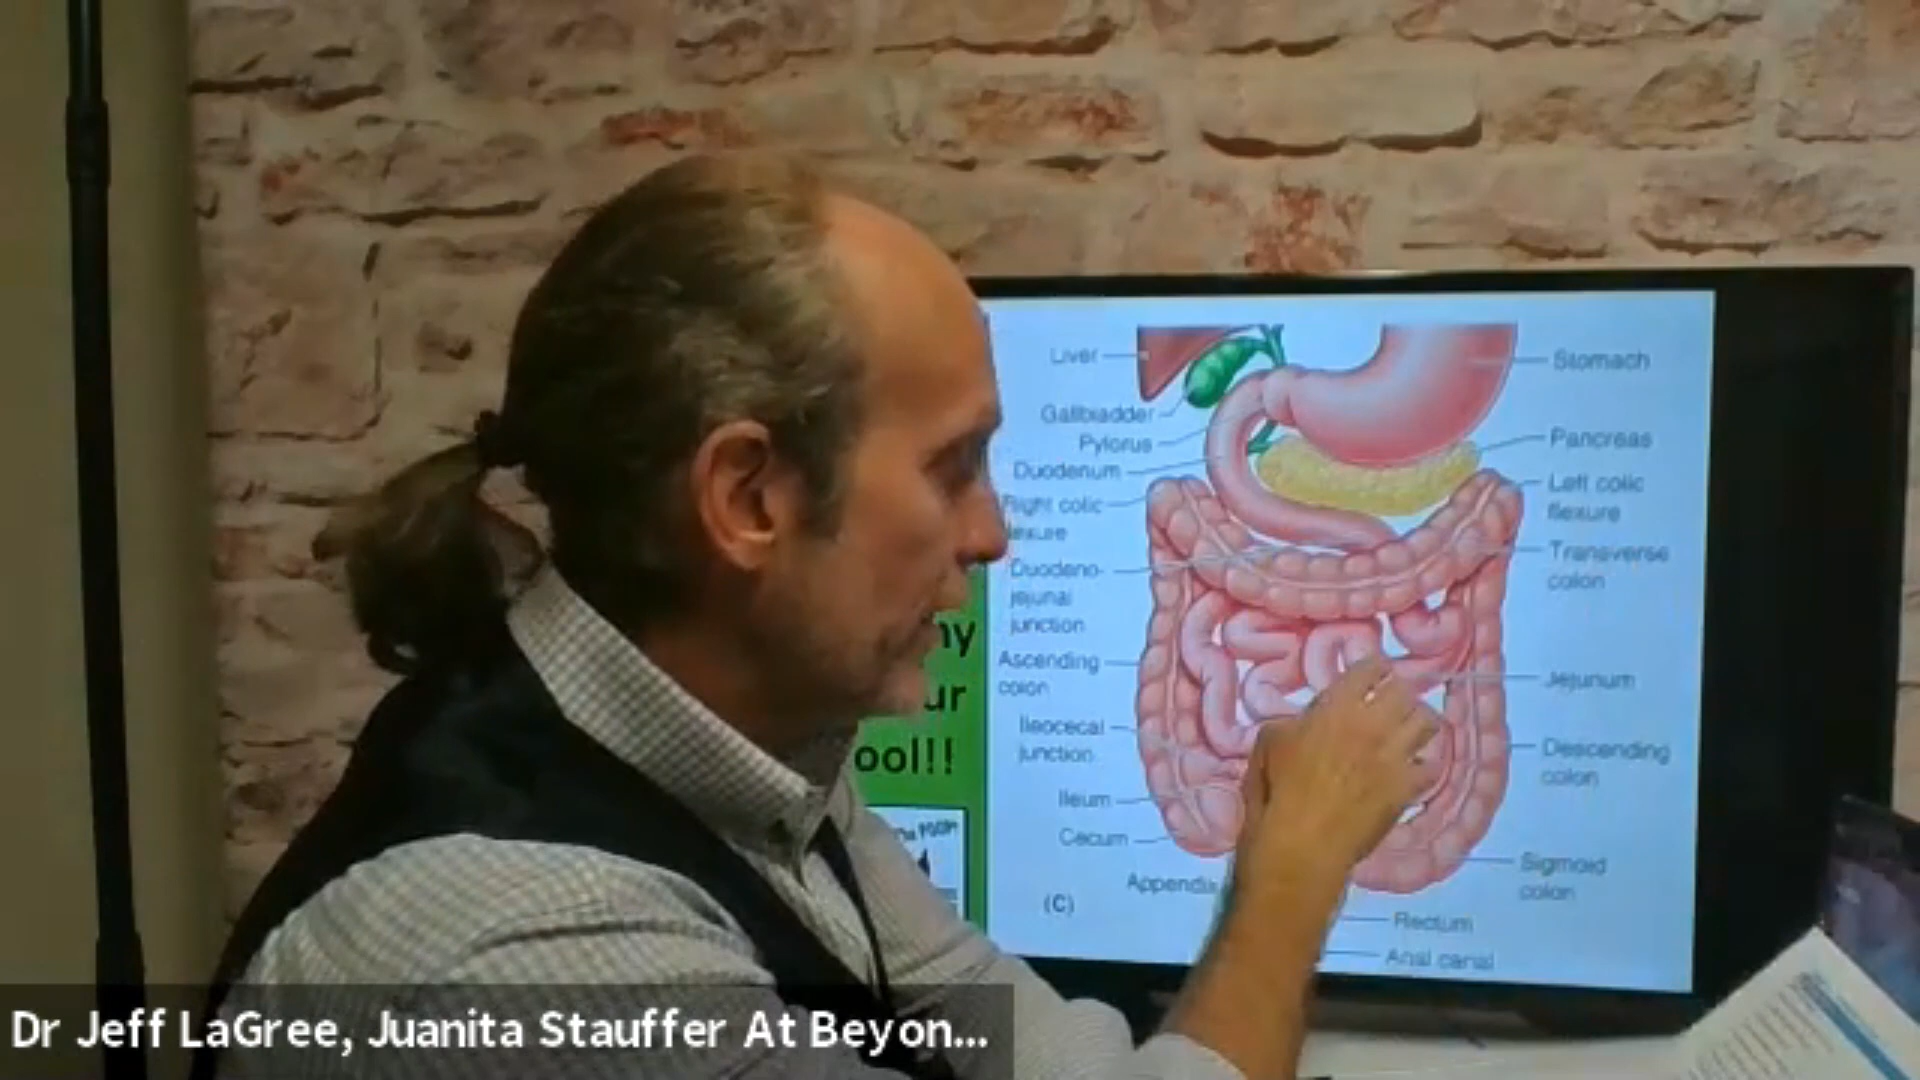 Liver
Stomach
Gallbladder
Pylorus
Pancreas
Duodenum
Left colic
flexure
Right colic
flexure
Transverse
colon
Duodeno-
jejunal
junction
Ascending
colon
Jejunum
Ileocecal
junction
Descending
colon
Ileum
Cecum
Sigmoid
colon
Appendix
(C)
Rectum
Anal canal
hy
ur
ool!!
Dr Jeff LaGree, Juanita Stauffer At Beyon...